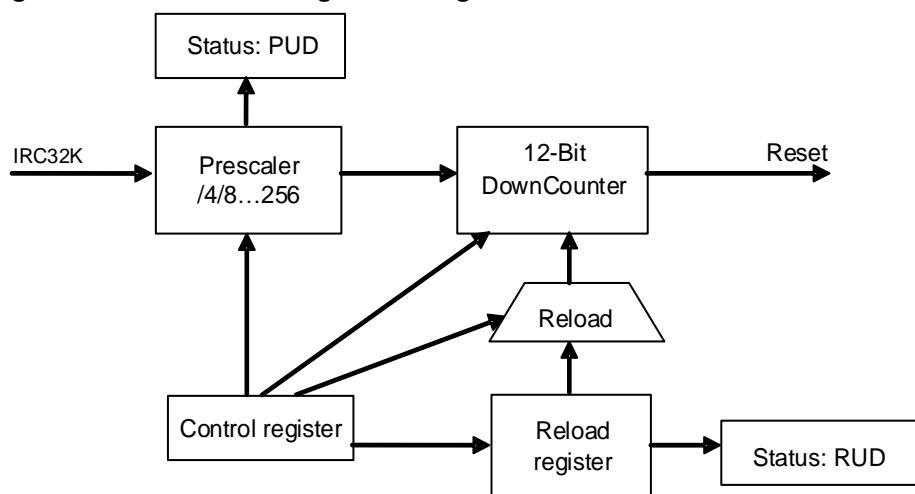 Status: PUD
IRC32K
Prescaler
/4/8…256
12-Bit
DownCounter
Reset
Reload
Control register
Reload
register
Status: RUD